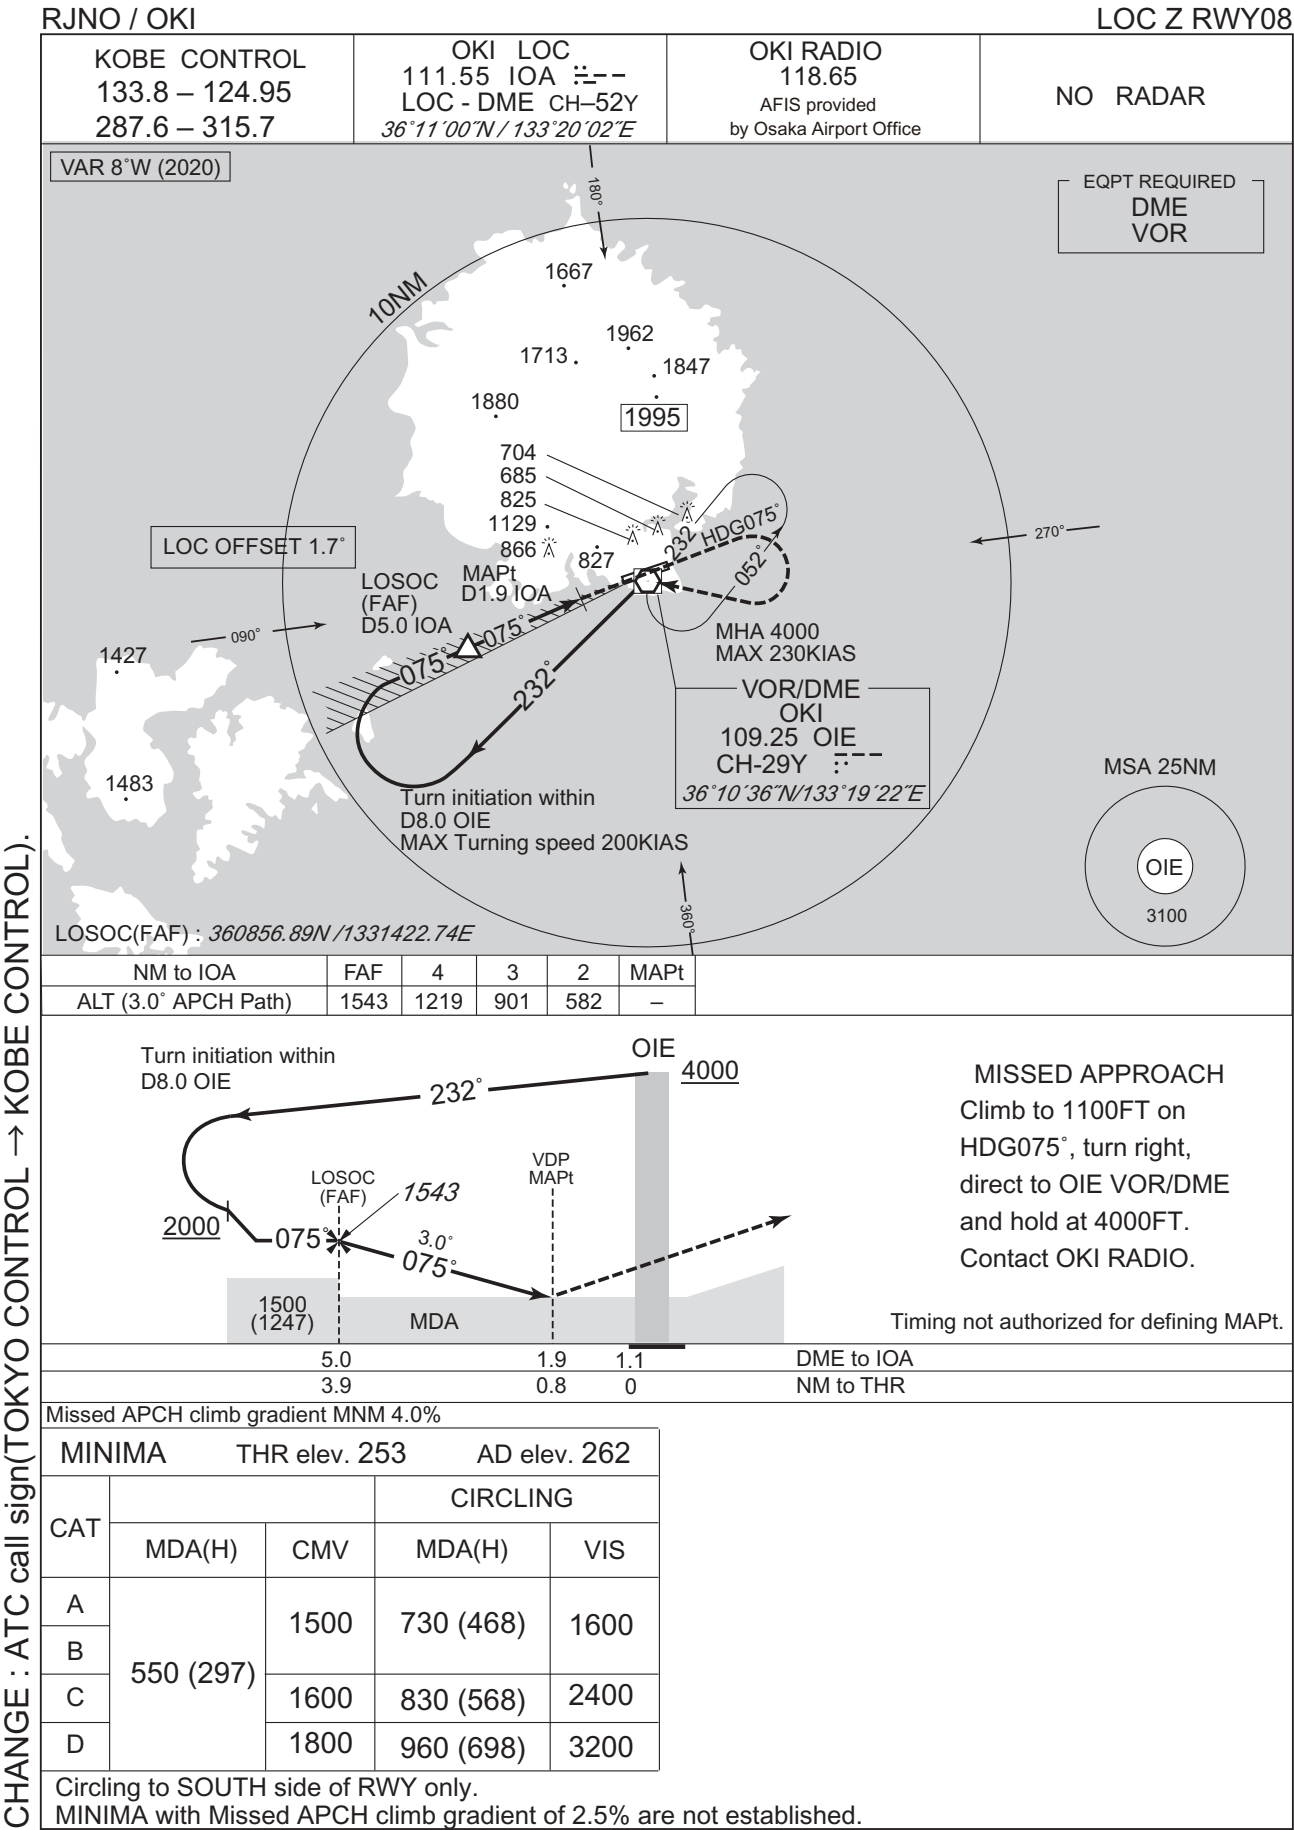 RJNO / OKI
LOC Z RWY08
KOBE CONTROL
133.8 – 124.95
287.6 – 315.7
OKI LOC
111.55 IOA
LOC - DME CH–52Y
36°11´00˝N / 133°20´02˝E
OKI RADIO
118.65
AFIS provided
by Osaka Airport Office
NO RADAR
VAR 8°W (2020)
EQPT REQUIRED
DME
VOR
180°
10NM
1667
1962
1713
1847
1880
1995
704
685
825
1129
866
827
232
HDG075°
052°
270°
LOC OFFSET 1.7°
LOSOC
(FAF)
D5.0 IOA
MAPt
D1.9 IOA
075°
075°
090°
1427
232°
MHA 4000
MAX 230KIAS
VOR/DME
OKI
109.25 OIE
CH-29Y
36°10´36˝N/133°19´22˝E
1483
Turn initiation within
D8.0 OIE
MAX Turning speed 200KIAS
MSA 25NM
OIE
3100
360°
LOSOC(FAF) : 360856.89N /1331422.74E
NM to IOA FAF 4 3 2 MAPt
ALT (3.0° APCH Path) 1543 1219 901 582 –
Turn initiation within
D8.0 OIE
OIE
4000
232°
LOSOC
(FAF)
1543
VDP
MAPt
2000
075°
3.0°
075°
1500
(1247)
MDA
MISSED APPROACH
Climb to 1100FT on
HDG075°, turn right,
direct to OIE VOR/DME
and hold at 4000FT.
Contact OKI RADIO.
Timing not authorized for defining MAPt.
5.0 1.9 1.1 DME to IOA
3.9 0.8 0 NM to THR
Missed APCH climb gradient MNM 4.0%
MINIMA THR elev. 253 AD elev. 262
CAT
CIRCLING
MDA(H) CMV MDA(H) VIS
A
B
C
D
550 (297)
1500 730 (468) 1600
1600 830 (568) 2400
1800 960 (698) 3200
Circling to SOUTH side of RWY only.
MINIMA with Missed APCH climb gradient of 2.5% are not established.
CHANGE : ATC call sign(TOKYO CONTROL → KOBE CONTROL).